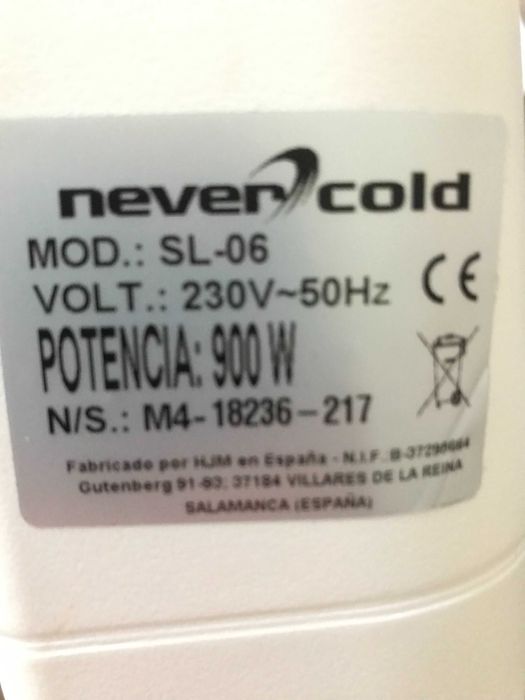 never cold
MOD.: SL-06
VOLT.: 230V~50Hz
CE
POTENCIA: 900 W
N/S.: M4-18236-217
Fabricado por HJM en España - N.I.F. B-37290684
Gutenberg 91-93; 37184 VILLARES DE LA REINA
SALAMANCA (ESPAÑA)